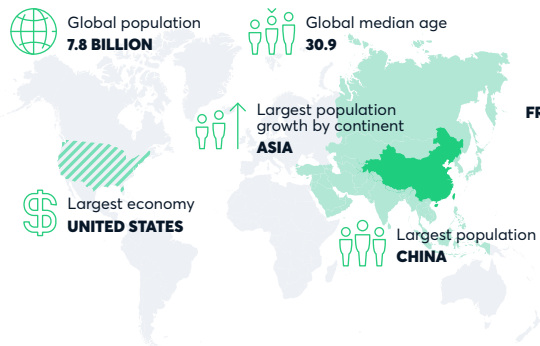 Global population
7.8 BILLION
Global median age
30.9
FR
Largest population
growth by continent
ASIA
Largest economy
UNITED STATES
Largest population
CHINA